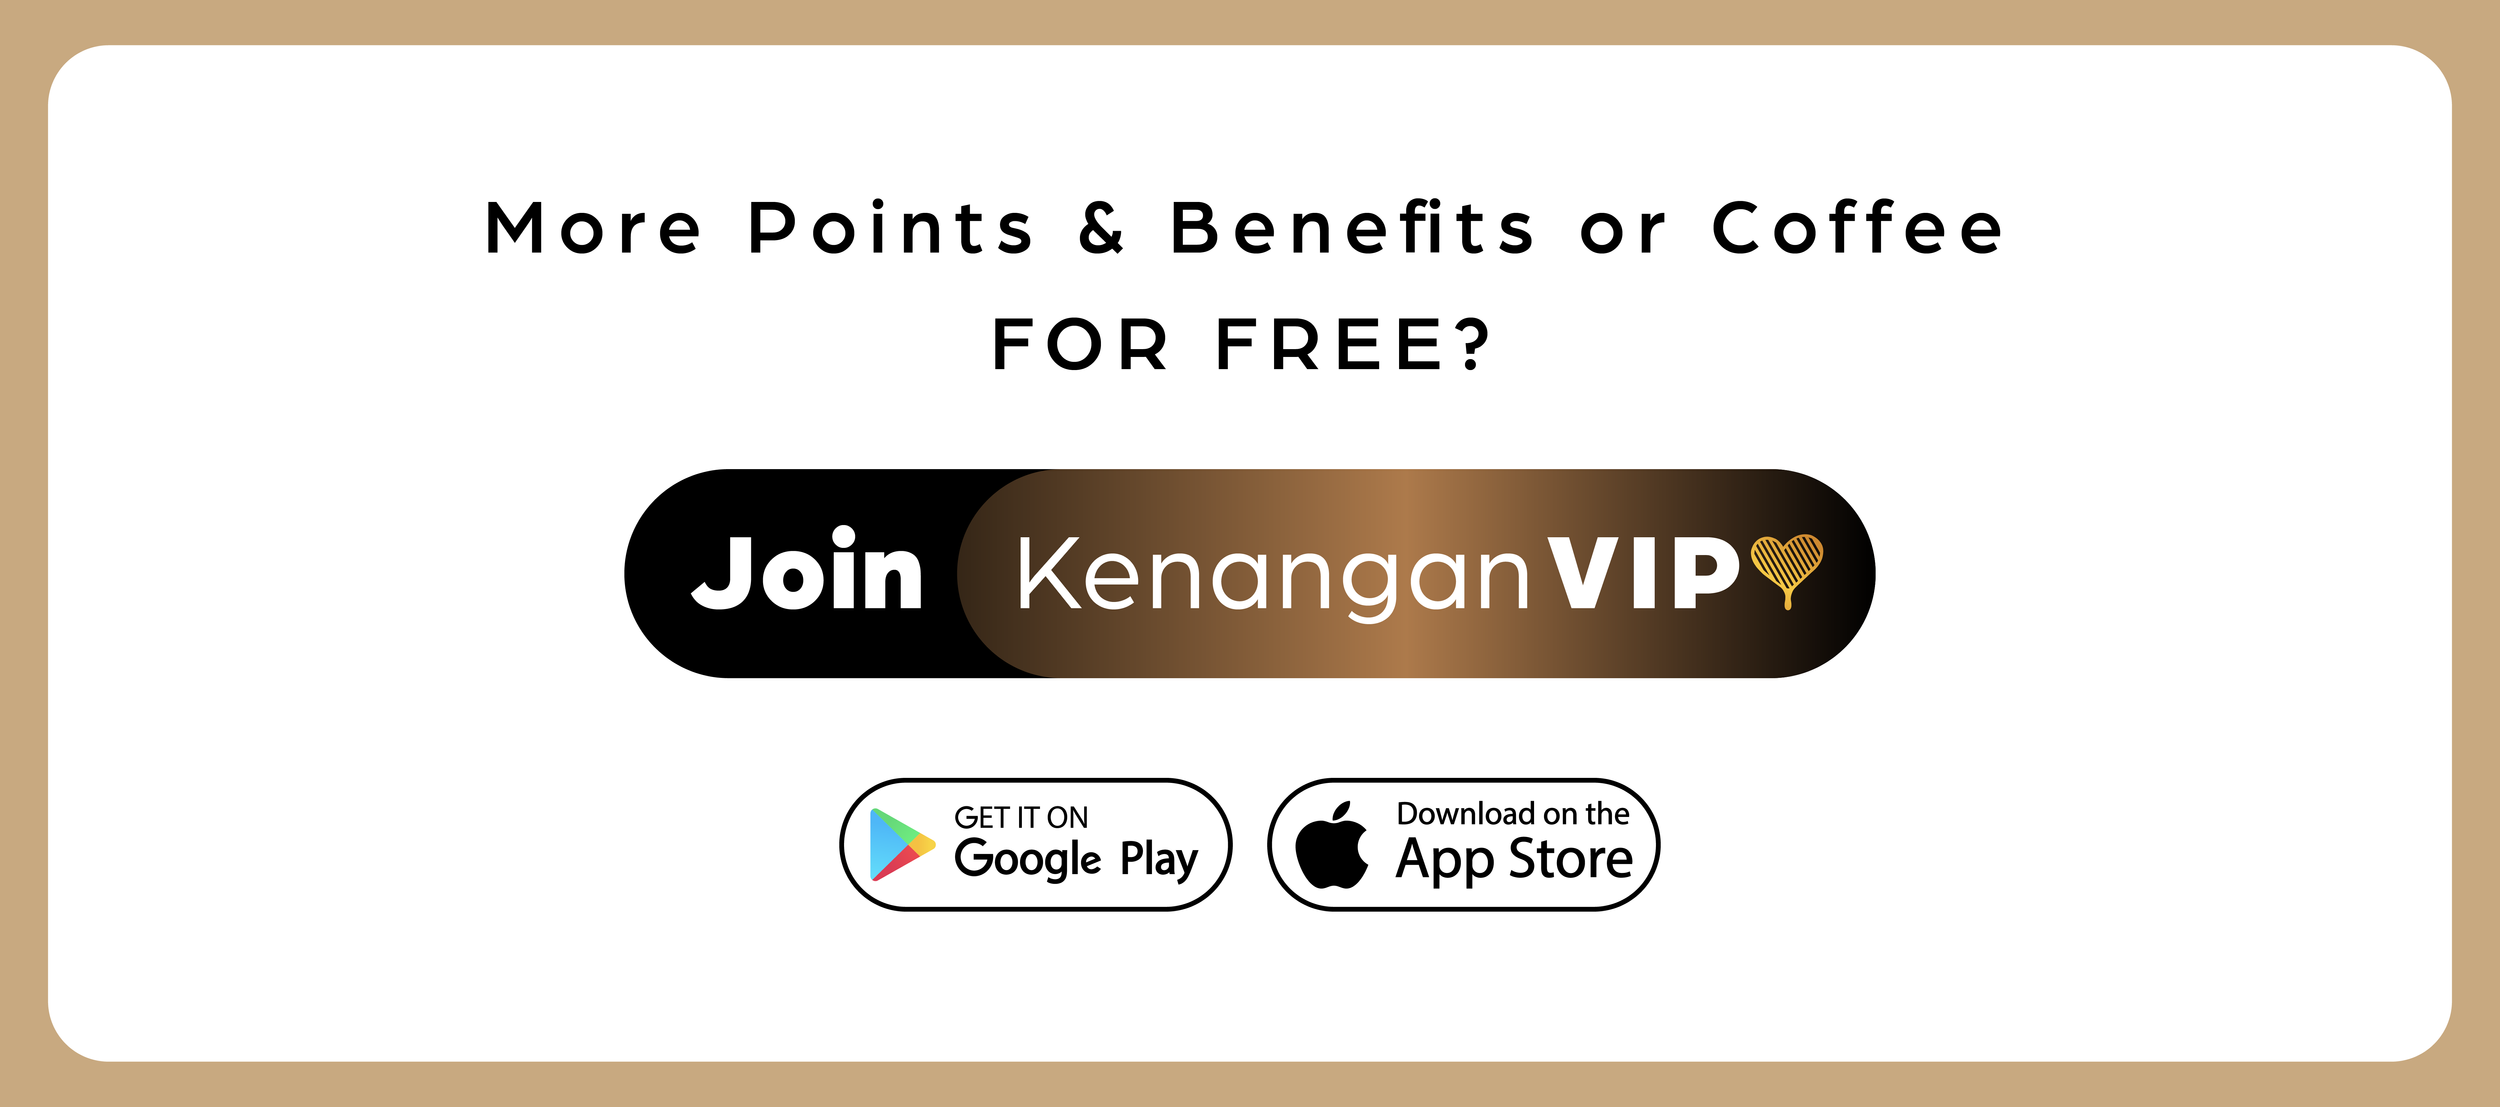 More Points & Benefits or Coffee
FOR FREE?
Join Kenangan VIP
GET IT ON
Google Play
Download on the
App Store